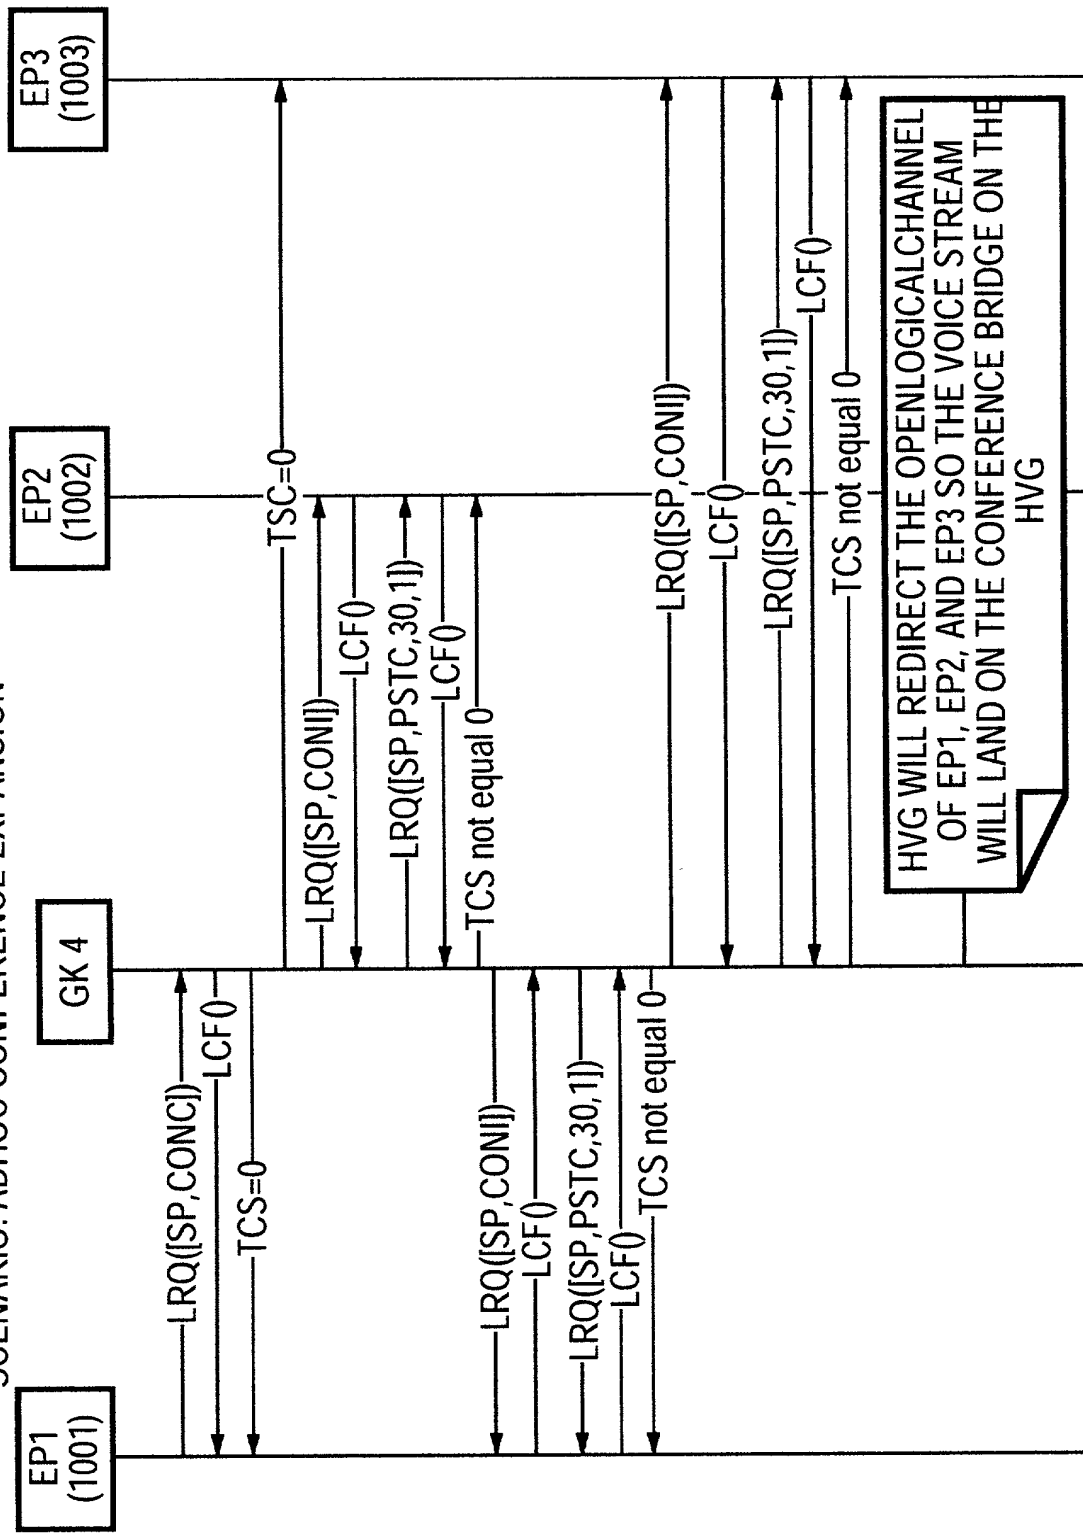 SCENARIO: ADHOC CONFERENCE EXPANSION
EP1
(1001)
GK 4
EP2
(1002)
EP3
(1003)
LRQ([SP,CONC])
LCF()
TCS=0
TSC=0
LRQ([SP,CONI])
LCF()
LRQ([SP,PSTC,30,1])
LCF()
TCS not equal 0
LRQ([SP,CONI])
LCF()
LRQ([SP,PSTC,30,1])
LCF()
TCS not equal 0
LRQ([SP,CONI])
LCF()
LRQ([SP,PSTC,30,1])
LCF()
TCS not equal 0
HVG WILL REDIRECT THE OPENLOGICALCHANNEL
OF EP1, EP2, AND EP3 SO THE VOICE STREAM
WILL LAND ON THE CONFERENCE BRIDGE ON THE
HVG